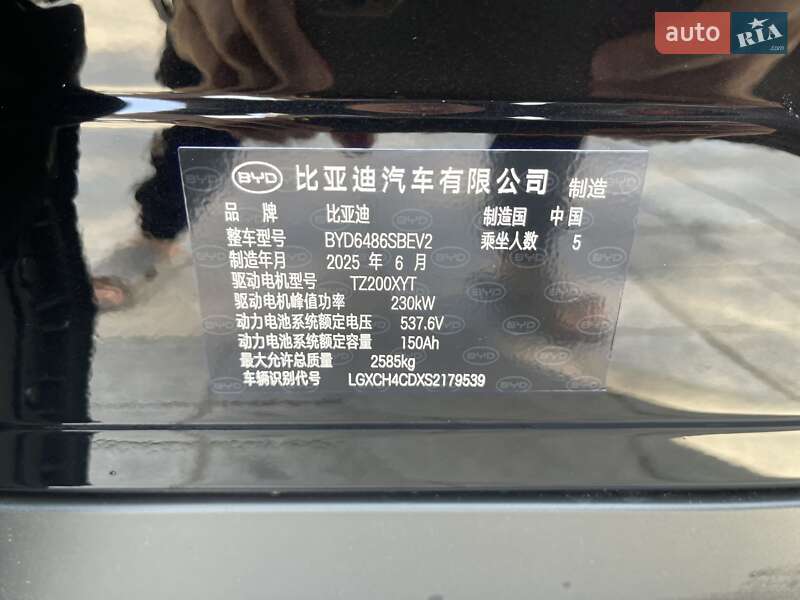 auto RIA.com
BYD 比亚迪汽车有限公司 制造
品牌 比亚迪 制造国 中国
整车型号 BYD6486SBEV2 乘坐人数 5
制造年月 2025 年 6 月
驱动电机型号 TZ200XYT
驱动电机峰值功率 230kW
动力电池系统额定电压 537.6V
动力电池系统额定容量 150Ah
最大允许总质量 2585kg
车辆识别代号 LGXCH4CDXS2179539